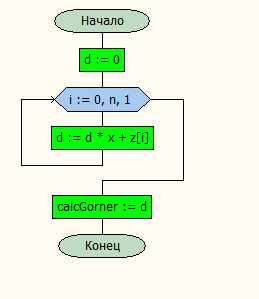 Начало
d := 0
i := 0, n, 1
d := d * x + z[i]
calcGorner := d
Конец